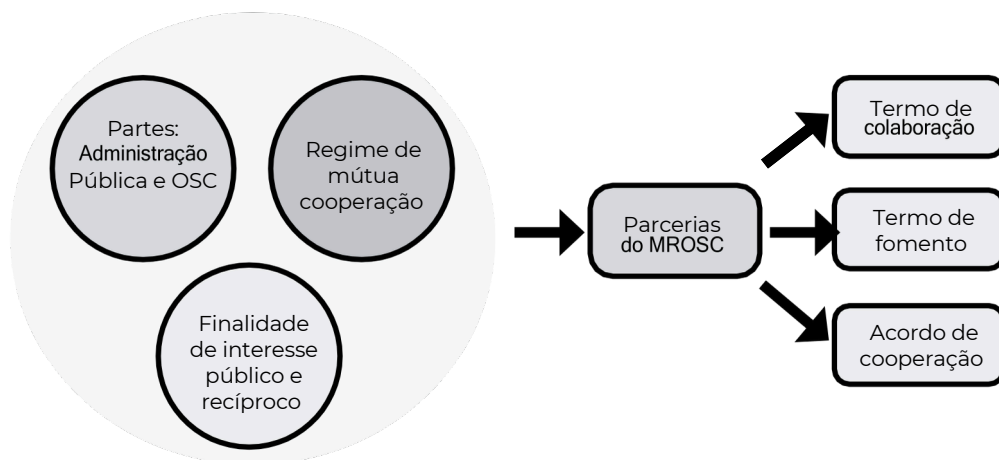 Partes:
Administração
Pública e OSC
Regime de
mútua
cooperação
Finalidade
de interesse
público e
recíproco
Parcerias
do MROSC
Termo de
colaboração
Termo de
fomento
Acordo de
cooperação